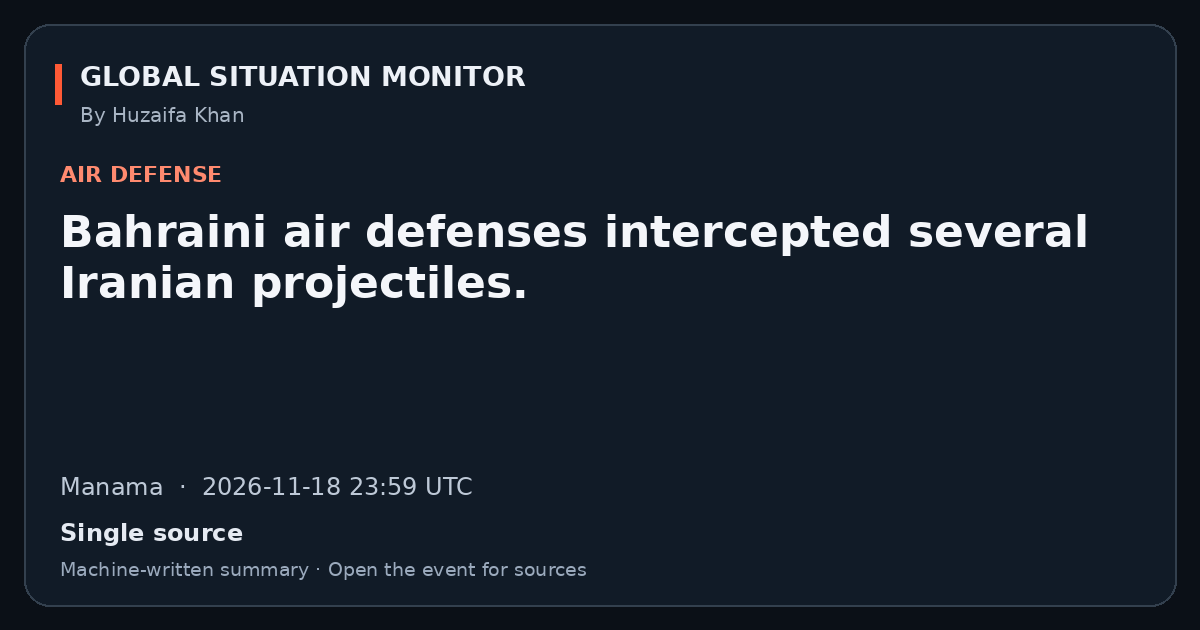 GLOBAL SITUATION MONITOR
By Huzaifa Khan
AIR DEFENSE
Bahraini air defenses intercepted several
Iranian projectiles.
Manama · 2026-11-18 23:59 UTC
Single source
Machine-written summary · Open the event for sources